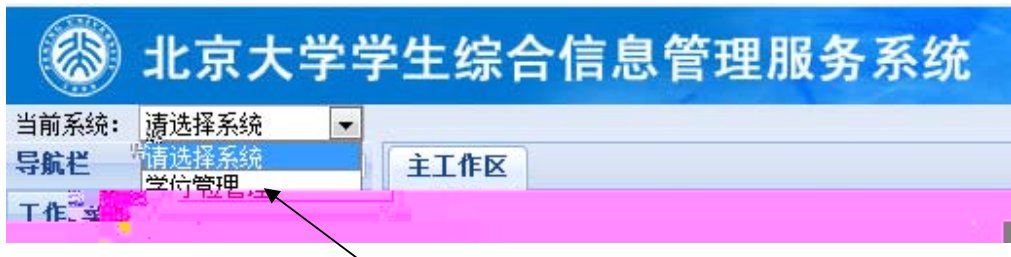 北京大学学生综合信息管理服务系统
当前系统： 请选择系统
导航栏 请选择系统 主工作区
学位管理
工作